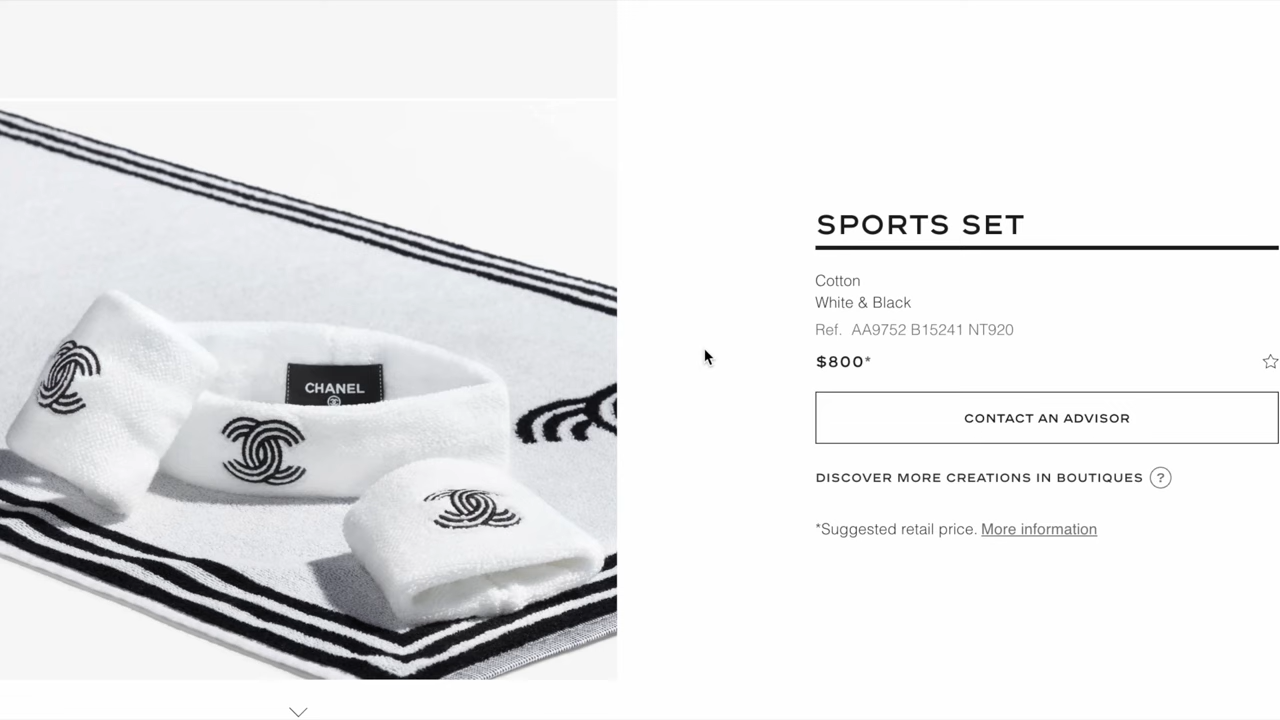 CHANEL
SPORTS SET
Cotton
White & Black
Ref. AA9752 B15241 NT920
$800*
CONTACT AN ADVISOR
DISCOVER MORE CREATIONS IN BOUTIQUES ?
*Suggested retail price. More information